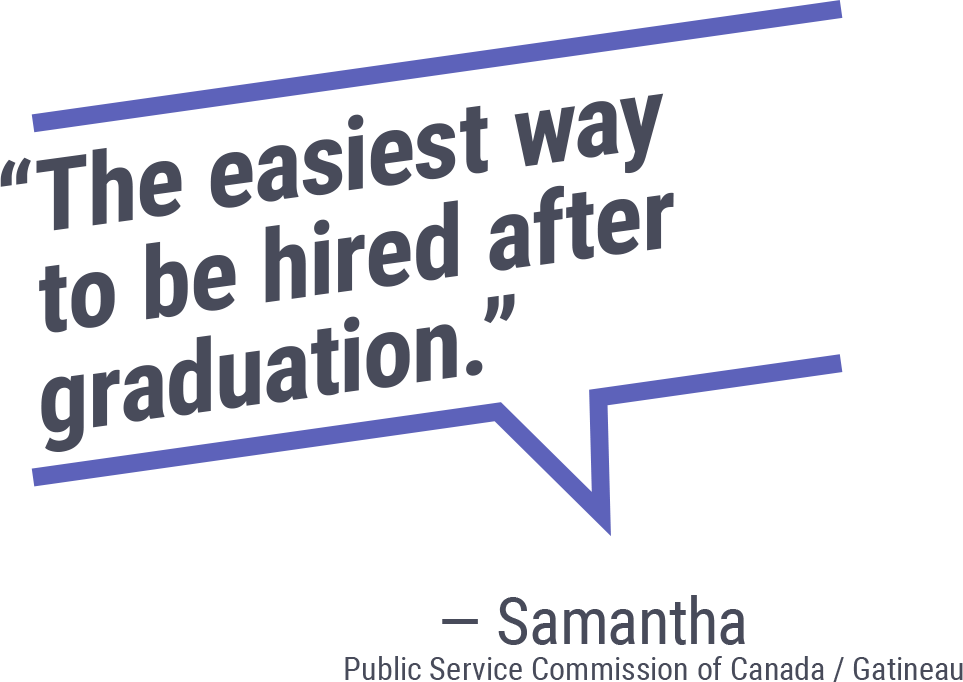 “The easiest way
to be hired after
graduation.”
— Samantha
Public Service Commission of Canada / Gatineau